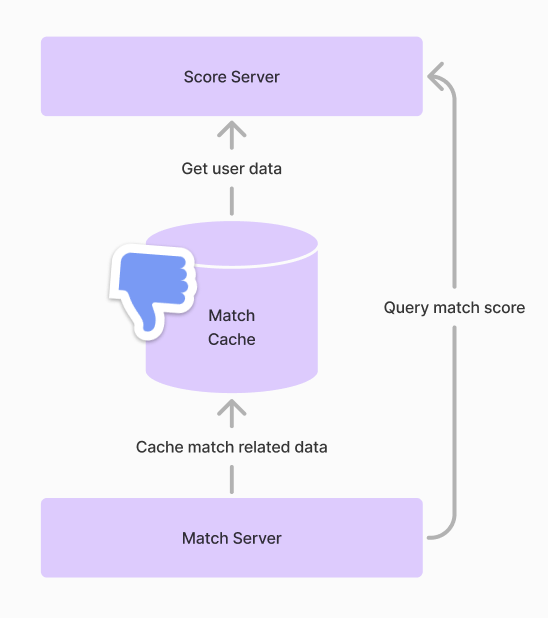 Score Server
Get user data
Query match score
Match
Cache
Cache match related data
Match Server